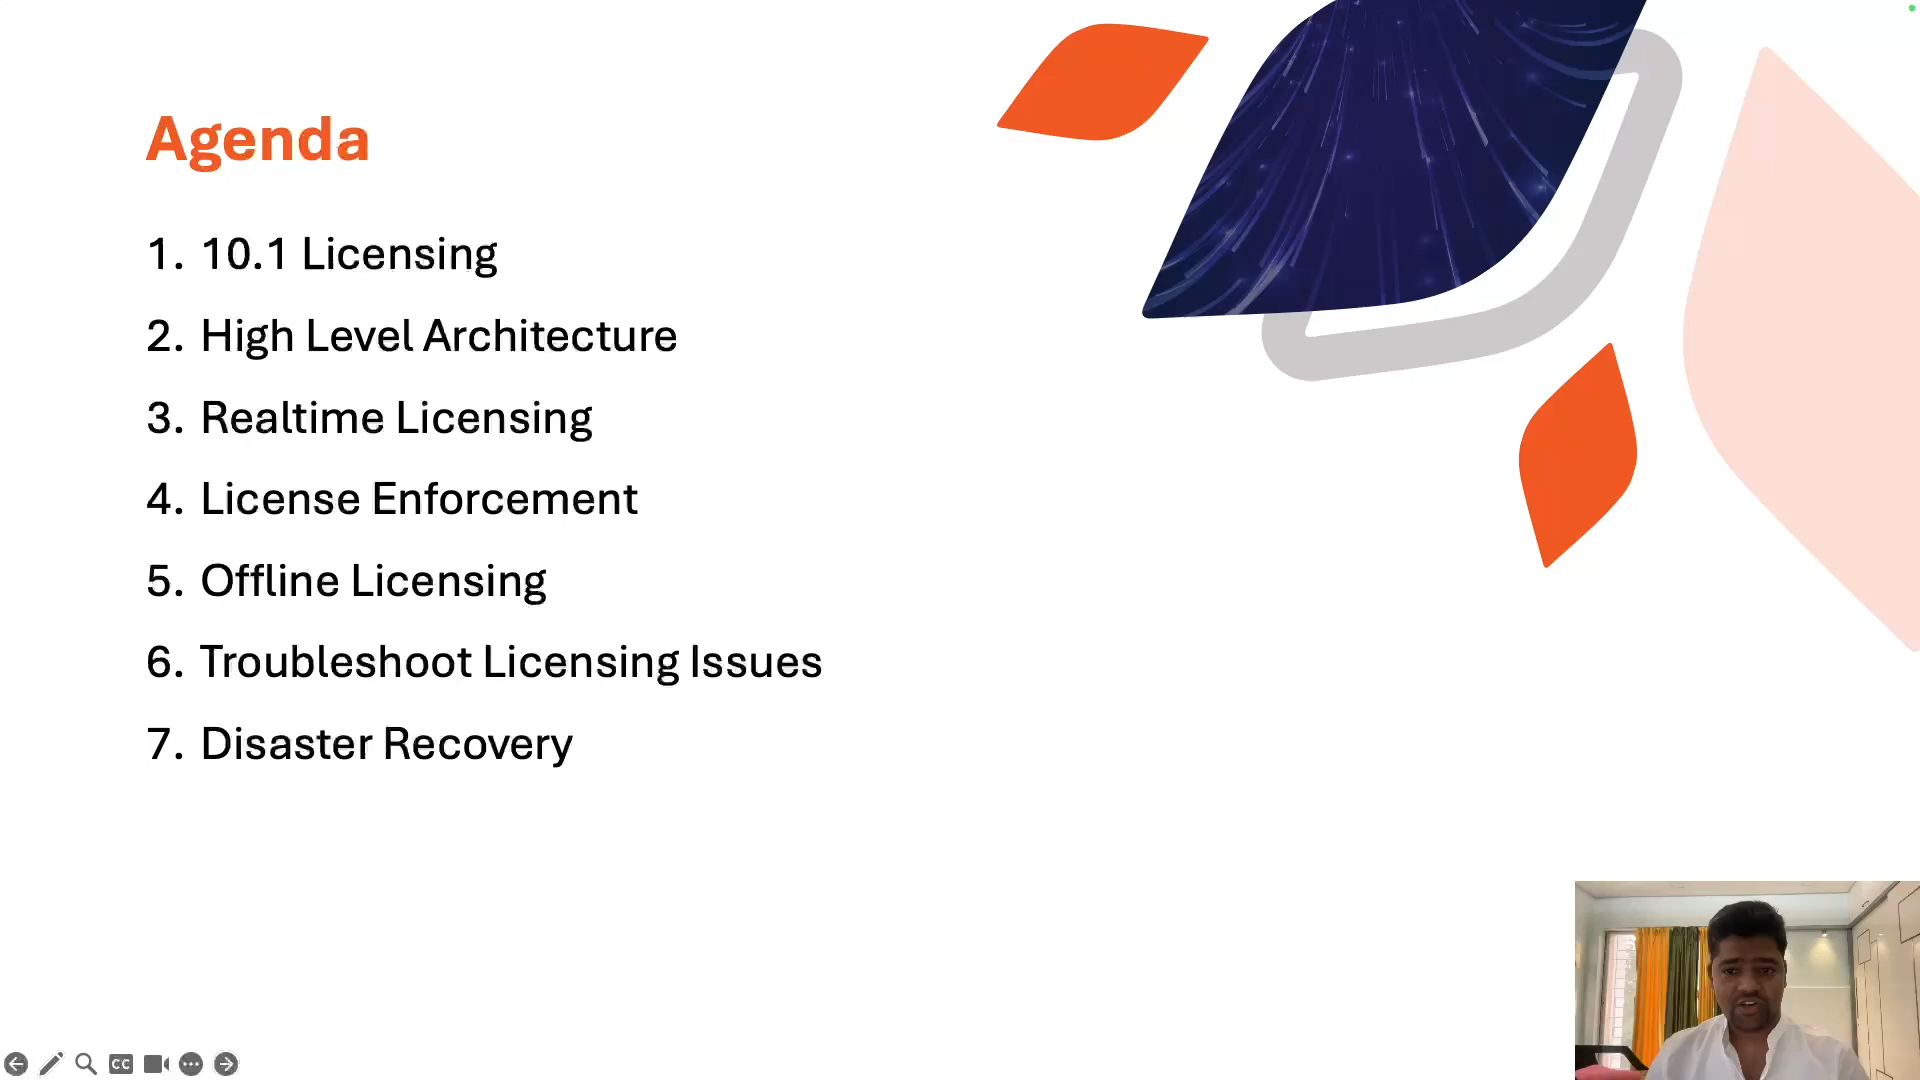 Agenda
1. 10.1 Licensing
2. High Level Architecture
3. Realtime Licensing
4. License Enforcement
5. Offline Licensing
6. Troubleshoot Licensing Issues
7. Disaster Recovery
CC